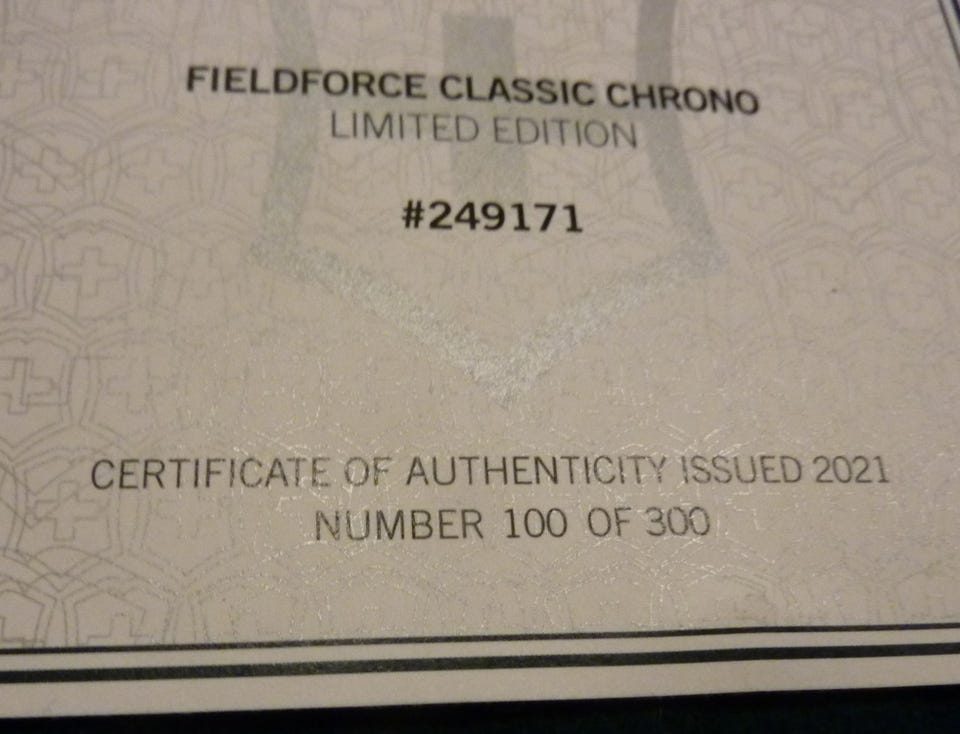 FIELDFORCE CLASSIC CHRONO
LIMITED EDITION
#249171
CERTIFICATE OF AUTHENTICITY ISSUED 2021
NUMBER 100 OF 300